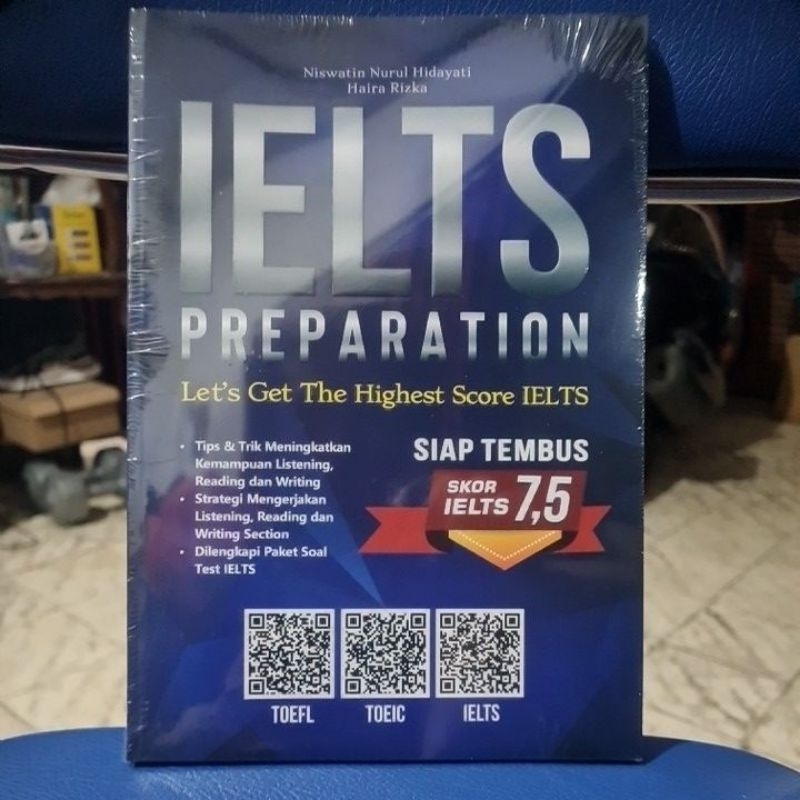 Niswatin Nurul Hidayati
Haira Rizka
IELTS
PREPARATION
Let's Get The Highest Score IELTS
• Tips & Trik Meningkatkan
Kemampuan Listening,
Reading dan Writing
• Strategi Mengerjakan
Listening, Reading dan
Writing Section
• Dilengkapi Paket Soal
Test IELTS
SIAP TEMBUS
SKOR
IELTS 7,5
TOEFL
TOEIC
IELTS